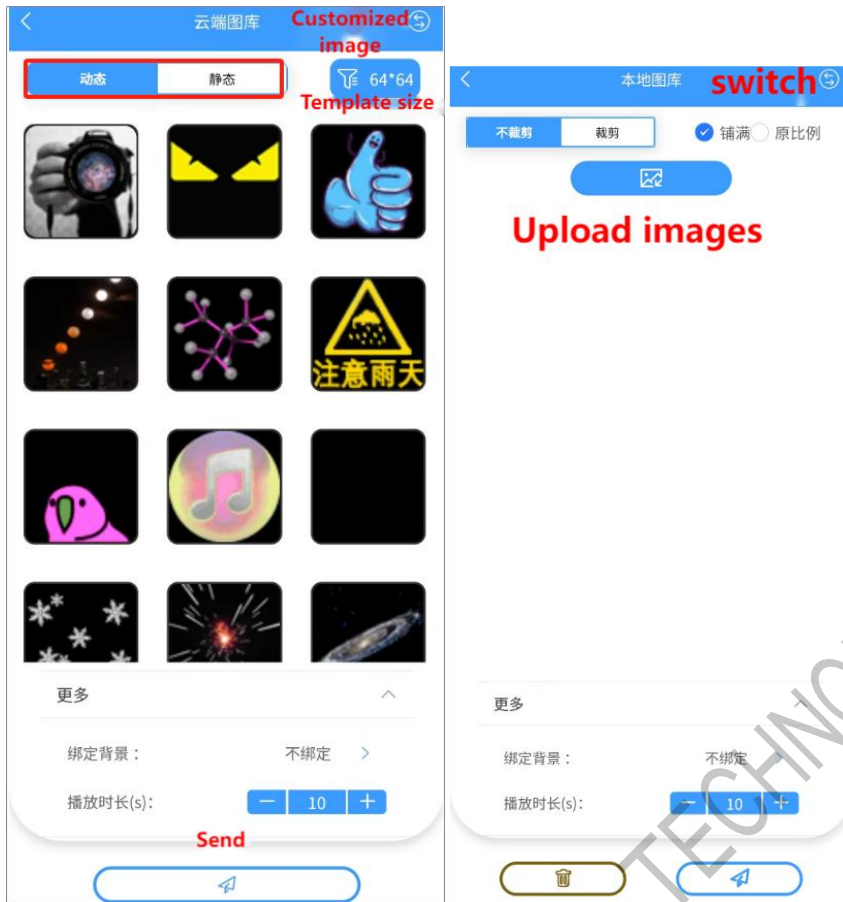 云端图库
Customized image
动态
静态
64*64
Template size
注意雨天
更多
绑定背景：
不绑定
播放时长(s):
10
Send
本地图库
switch
不裁剪
裁剪
铺满
原比例
Upload images
更多
绑定背景：
不绑定
播放时长(s):
10
TECHNO